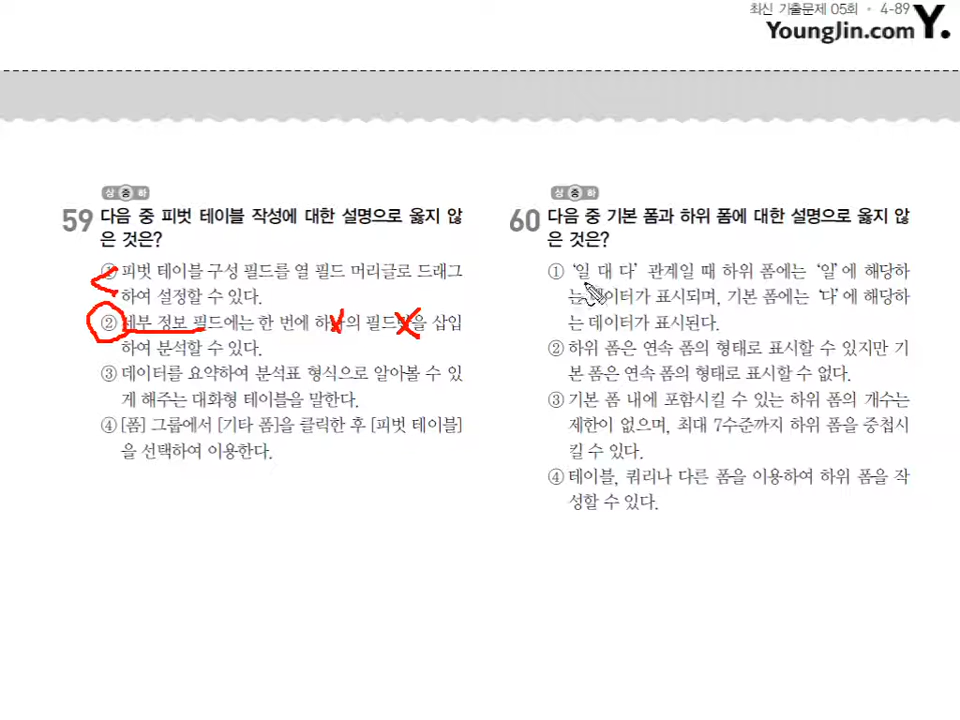 최신 기출문제 05회 • 4-89
YoungJin.com Y.
상 중 하
59 다음 중 피벗 테이블 작성에 대한 설명으로 옳지 않
은 것은?
① 피벗 테이블 구성 필드를 열 필드 머리글로 드래그
하여 설정할 수 있다.
② 세부 정보 필드에는 한 번에 하나의 필드만을 삽입
하여 분석할 수 있다.
③ 데이터를 요약하여 분석표 형식으로 알아볼 수 있
게 해주는 대화형 테이블을 말한다.
④ [폼] 그룹에서 [기타 폼]을 클릭한 후 [피벗 테이블]
을 선택하여 이용한다.
상 중 하
60 다음 중 기본 폼과 하위 폼에 대한 설명으로 옳지 않
은 것은?
① '일 대 다' 관계일 때 하위 폼에는 '일'에 해당하
는 데이터가 표시되며, 기본 폼에는 '다'에 해당하
는 데이터가 표시된다.
② 하위 폼은 연속 폼의 형태로 표시할 수 있지만 기
본 폼은 연속 폼의 형태로 표시할 수 없다.
③ 기본 폼 내에 포함시킬 수 있는 하위 폼의 개수는
제한이 없으며, 최대 7수준까지 하위 폼을 중첩시
킬 수 있다.
④ 테이블, 쿼리나 다른 폼을 이용하여 하위 폼을 작
성할 수 있다.